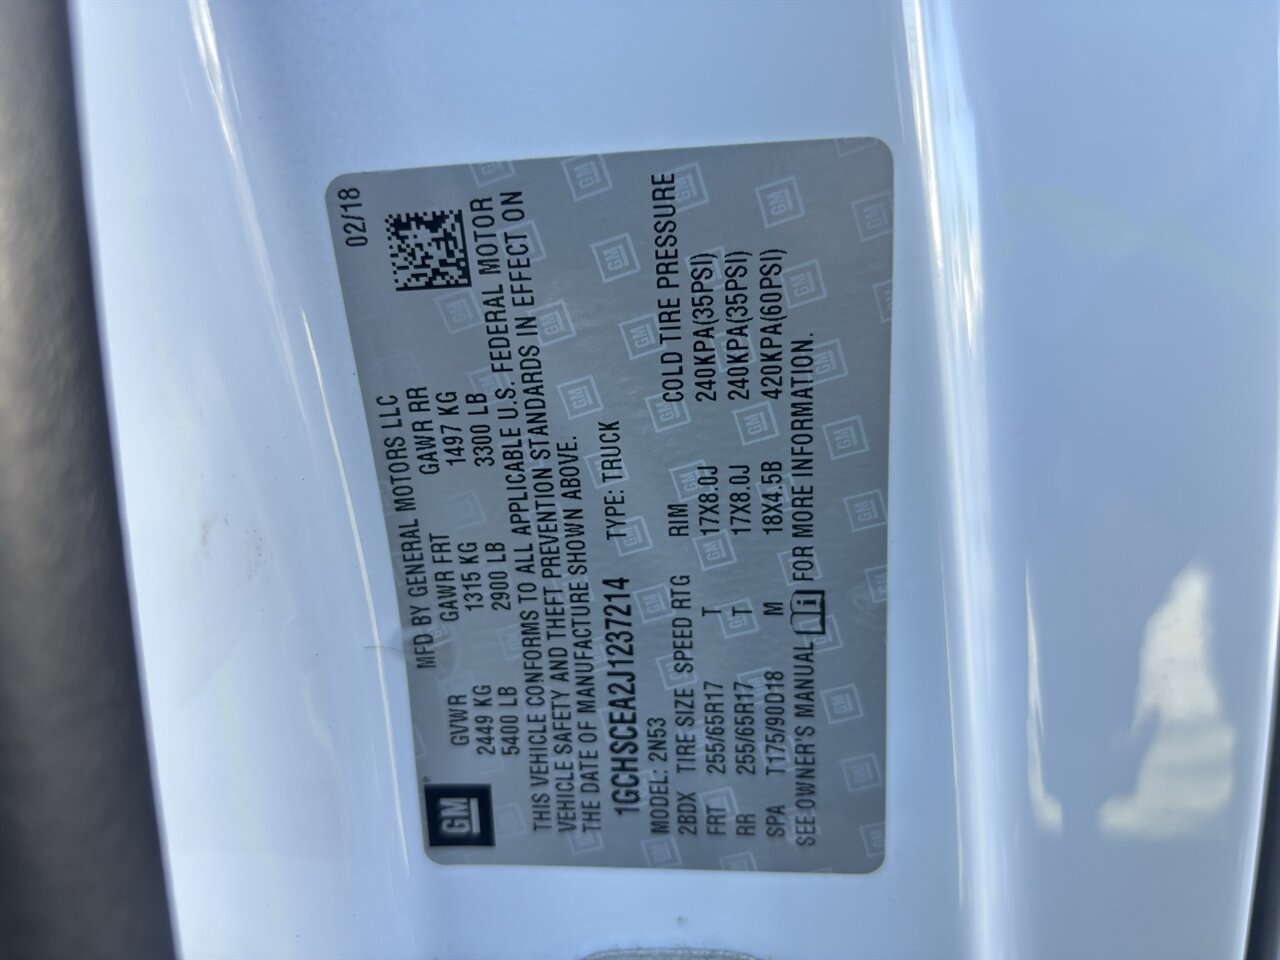 02/18
MFD BY GENERAL MOTORS LLC
GM
GVWR GAWR FRT GAWR RR
2449 KG 1315 KG 1497 KG
5400 LB 2900 LB 3300 LB
THIS VEHICLE CONFORMS TO ALL APPLICABLE U.S. FEDERAL MOTOR
VEHICLE SAFETY AND THEFT PREVENTION STANDARDS IN EFFECT ON
THE DATE OF MANUFACTURE SHOWN ABOVE.
1GCHSCEA2J1237214 TYPE: TRUCK
MODEL: 2N53
2BDX TIRE SIZE SPEED RTG RIM COLD TIRE PRESSURE
FRT 255/65R17 T 17X8.0J 240KPA(35PSI)
RR 255/65R17 T 17X8.0J 240KPA(35PSI)
SPA T175/90D18 M 18X4.5B 420KPA(60PSI)
SEE OWNER'S MANUAL i FOR MORE INFORMATION.